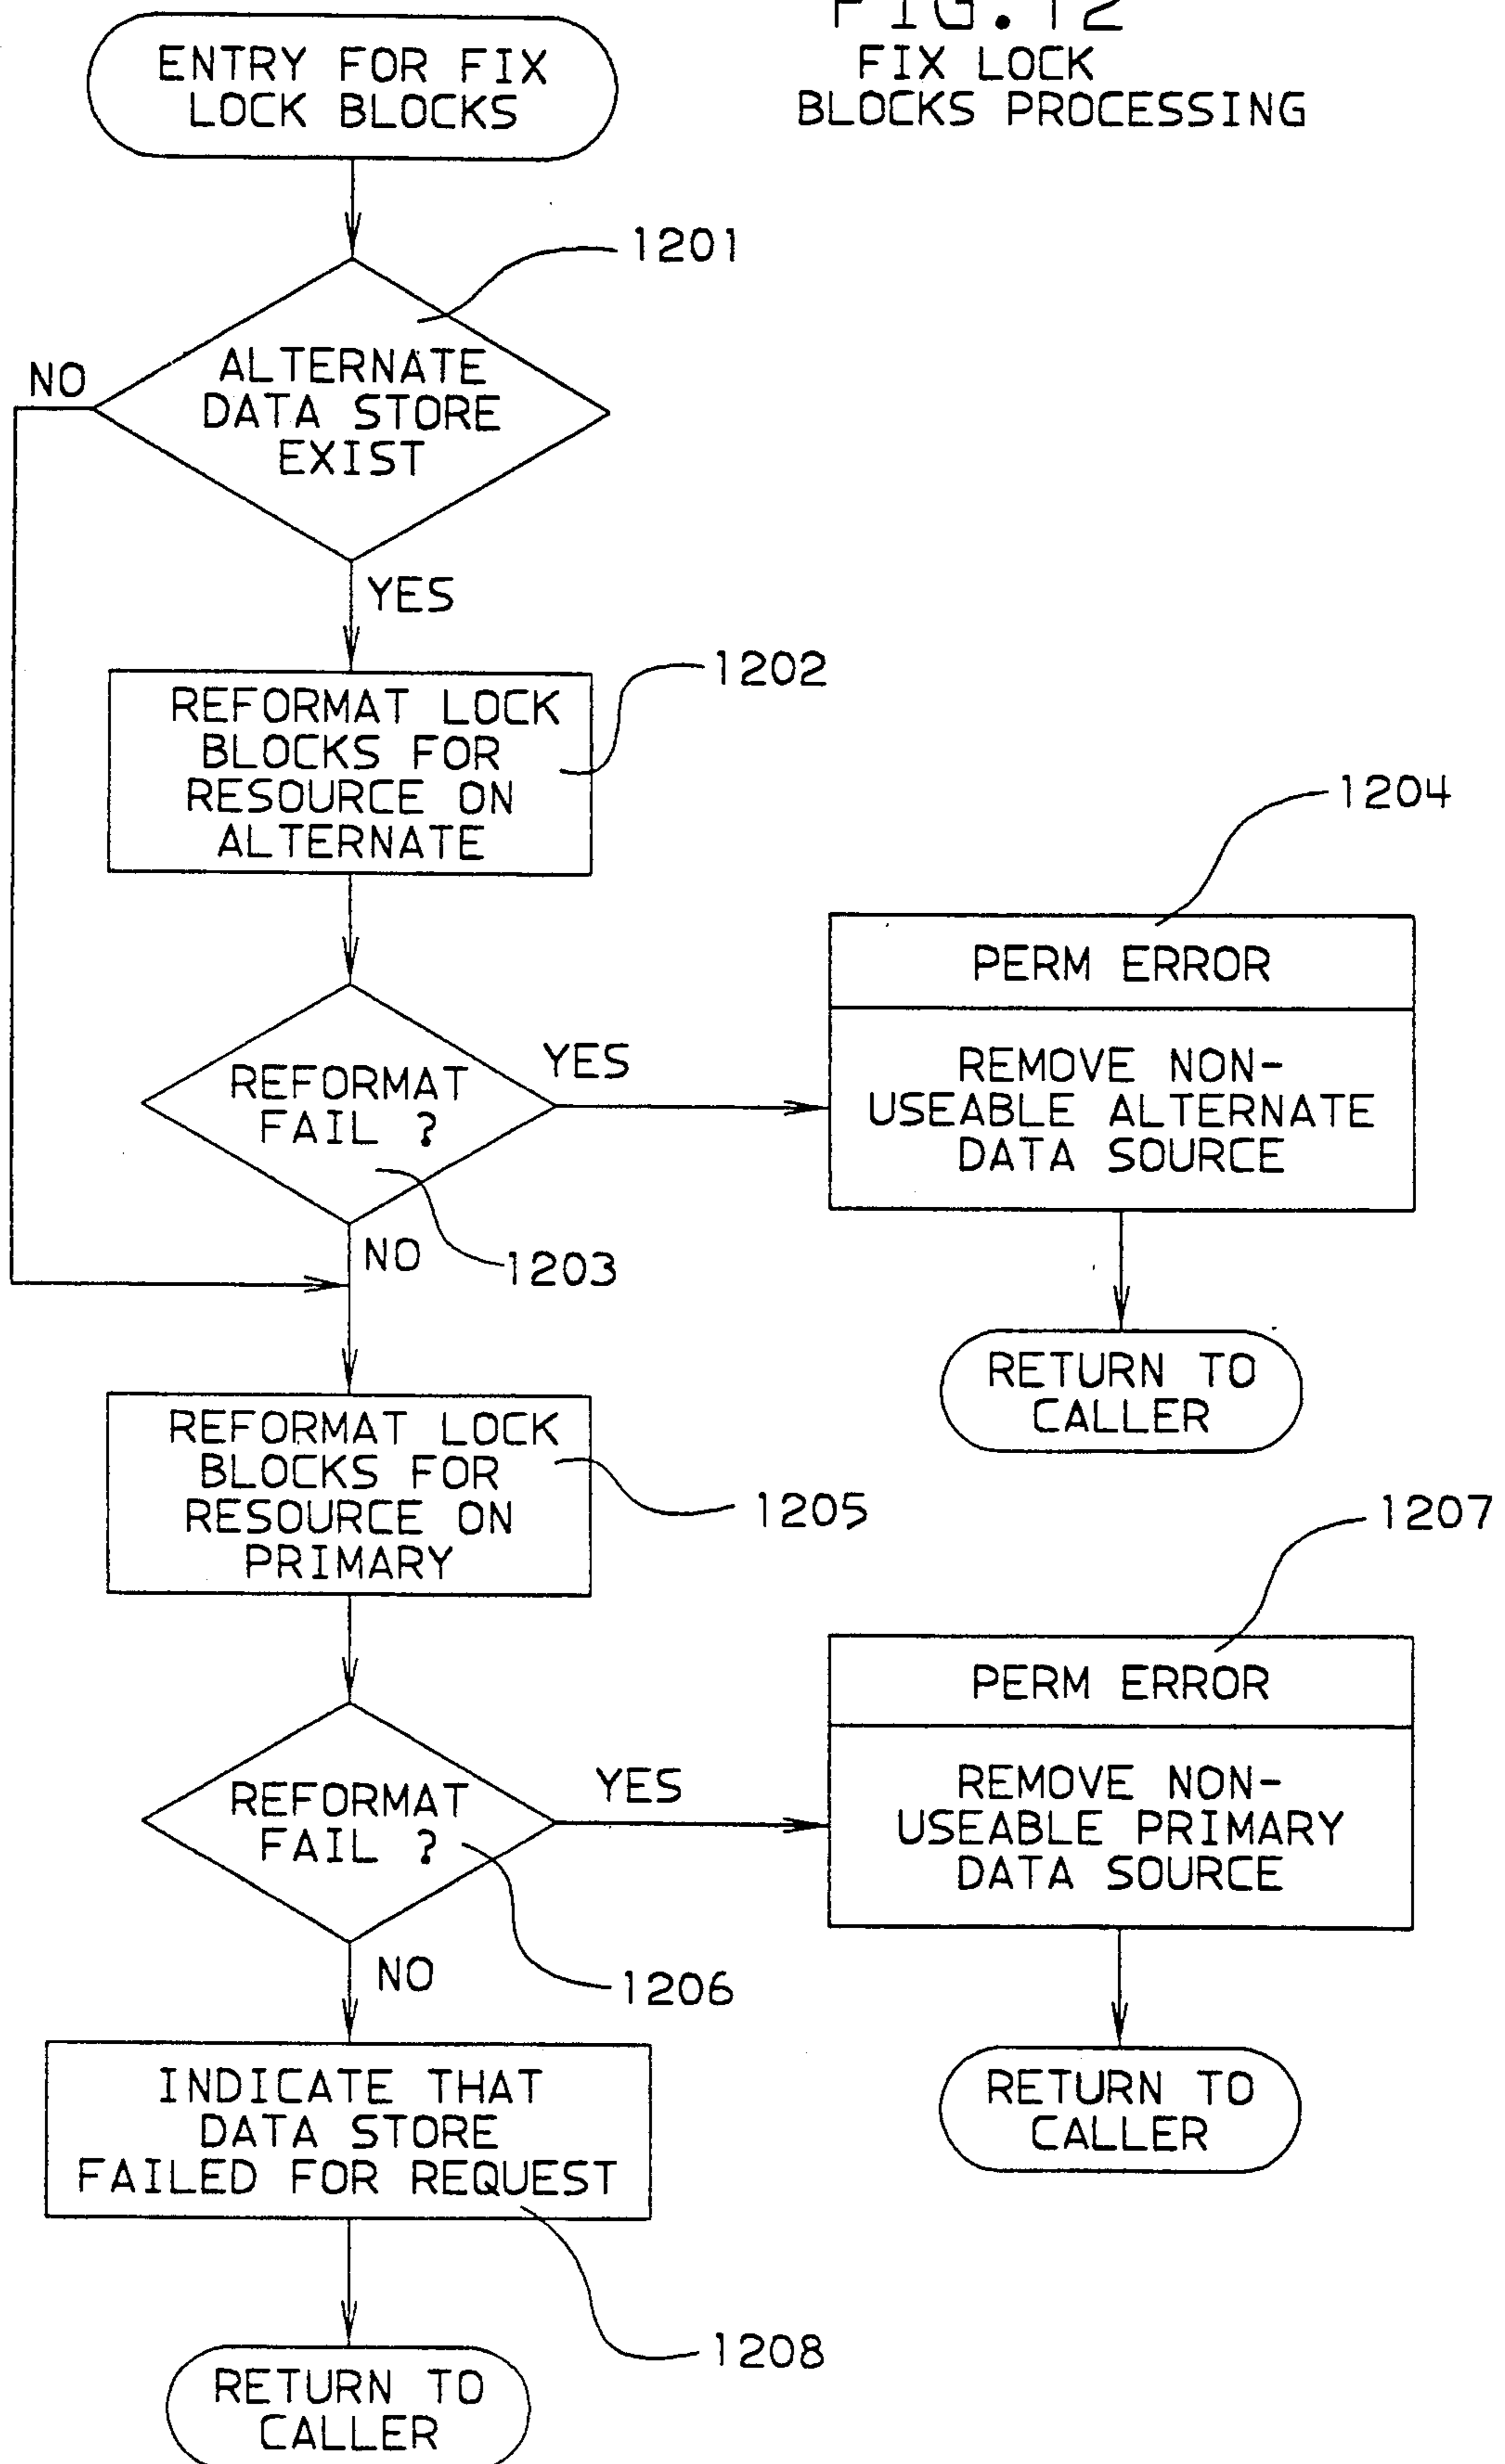 FIG.12
FIX LOCK
BLOCKS PROCESSING
ENTRY FOR FIX
LOCK BLOCKS
1201
ALTERNATE
DATA STORE
EXIST
NO
YES
1202
REFORMAT LOCK
BLOCKS FOR
RESOURCE ON
ALTERNATE
1204
PERM ERROR
REMOVE NON-
USEABLE ALTERNATE
DATA SOURCE
YES
REFORMAT
FAIL ?
NO
1203
RETURN TO
CALLER
REFORMAT LOCK
BLOCKS FOR
RESOURCE ON
PRIMARY
1205
1207
PERM ERROR
REMOVE NON-
USEABLE PRIMARY
DATA SOURCE
YES
REFORMAT
FAIL ?
NO
1206
RETURN TO
CALLER
INDICATE THAT
DATA STORE
FAILED FOR REQUEST
1208
RETURN TO
CALLER